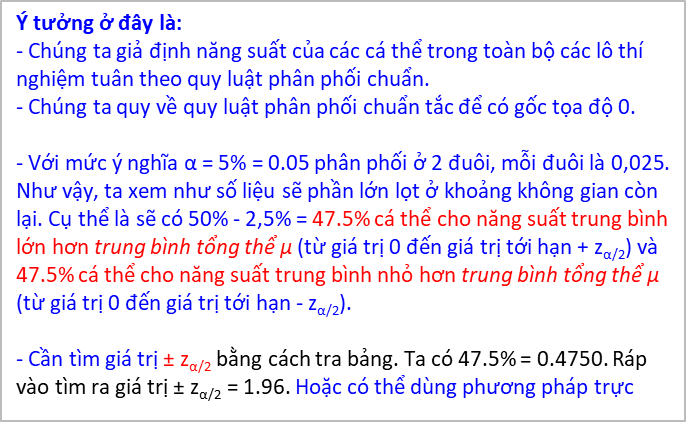 Ý tưởng ở đây là:
- Chúng ta giả định năng suất của các cá thể trong toàn bộ các lô thí
nghiệm tuân theo quy luật phân phối chuẩn.
- Chúng ta quy về quy luật phân phối chuẩn tắc để có gốc tọa độ 0.
- Với mức ý nghĩa α = 5% = 0.05 phân phối ở 2 đuôi, mỗi đuôi là 0,025.
Như vậy, ta xem như số liệu sẽ phần lớn lọt ở khoảng không gian còn
lại. Cụ thể là sẽ có 50% - 2,5% = 47.5% cá thể cho năng suất trung bình
lớn hơn trung bình tổng thể μ (từ giá trị 0 đến giá trị tới hạn + zα/2) và
47.5% cá thể cho năng suất trung bình nhỏ hơn trung bình tổng thể μ
(từ giá trị 0 đến giá trị tới hạn - zα/2).
- Cần tìm giá trị ± zα/2 bằng cách tra bảng. Ta có 47.5% = 0.4750. Ráp
vào tìm ra giá trị ± zα/2 = 1.96. Hoặc có thể dùng phương pháp trực